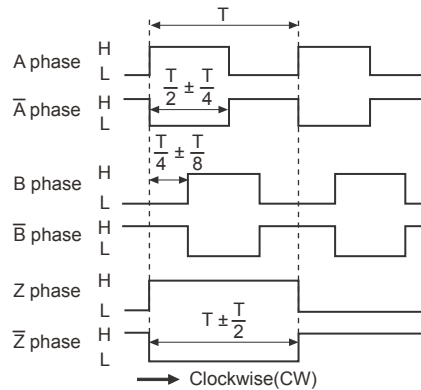 T
A phase H
L
T/2 ± T/4
A̅ phase H
L
T/4 ± T/8
B phase H
L
B̅ phase H
L
Z phase H
L
T ± T/2
Z̅ phase H
L
Clockwise(CW)